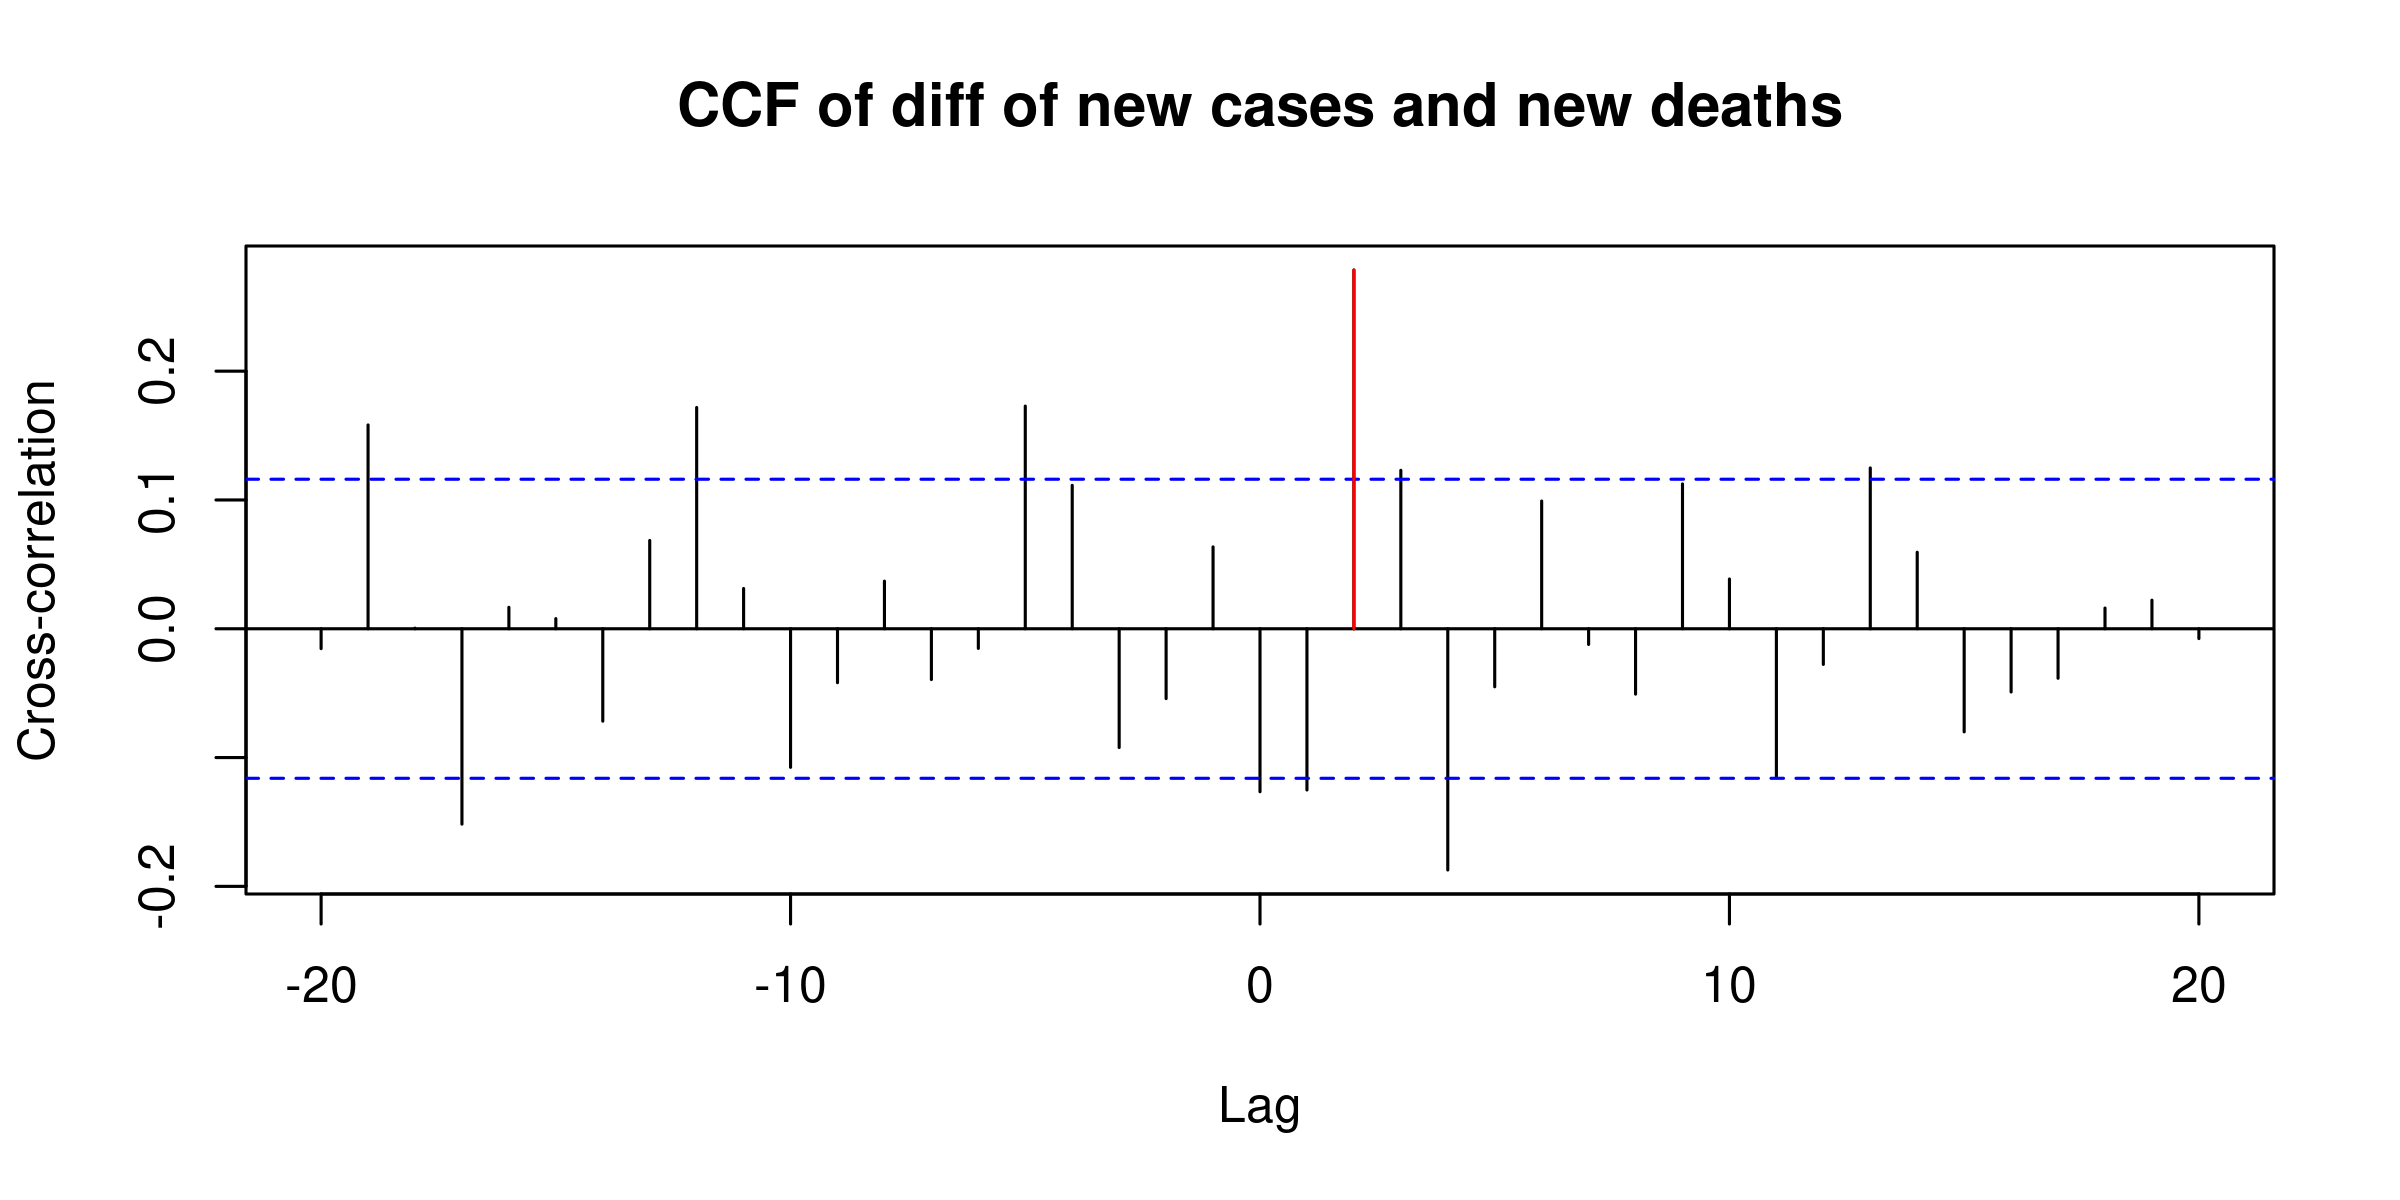 CCF of diff of new cases and new deaths
Cross-correlation
0.2
0.1
0.0
-0.2
-20 -10 0 10 20
Lag